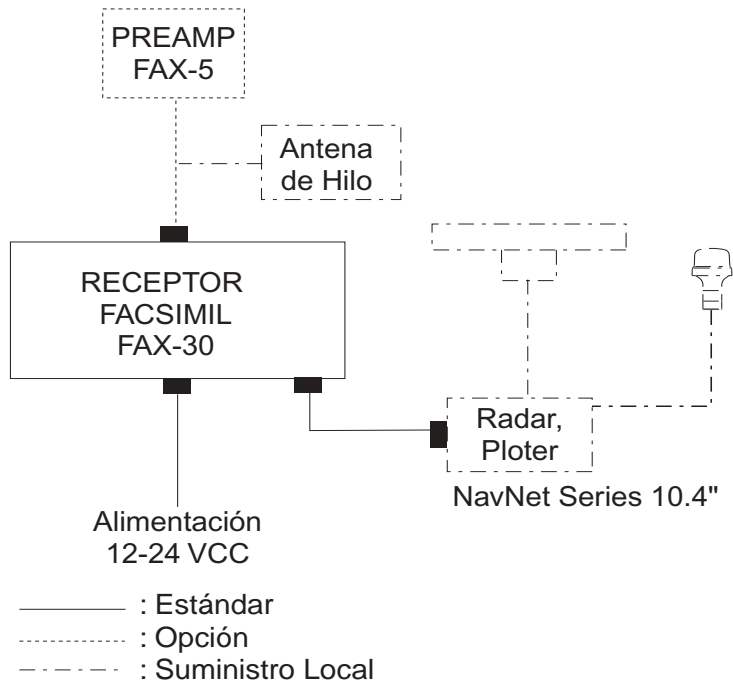 PREAMP
FAX-5
Antena
de Hilo
RECEPTOR
FACSIMIL
FAX-30
Radar,
Ploter
NavNet Series 10.4"
Alimentación
12-24 VCC
: Estándar
: Opción
: Suministro Local